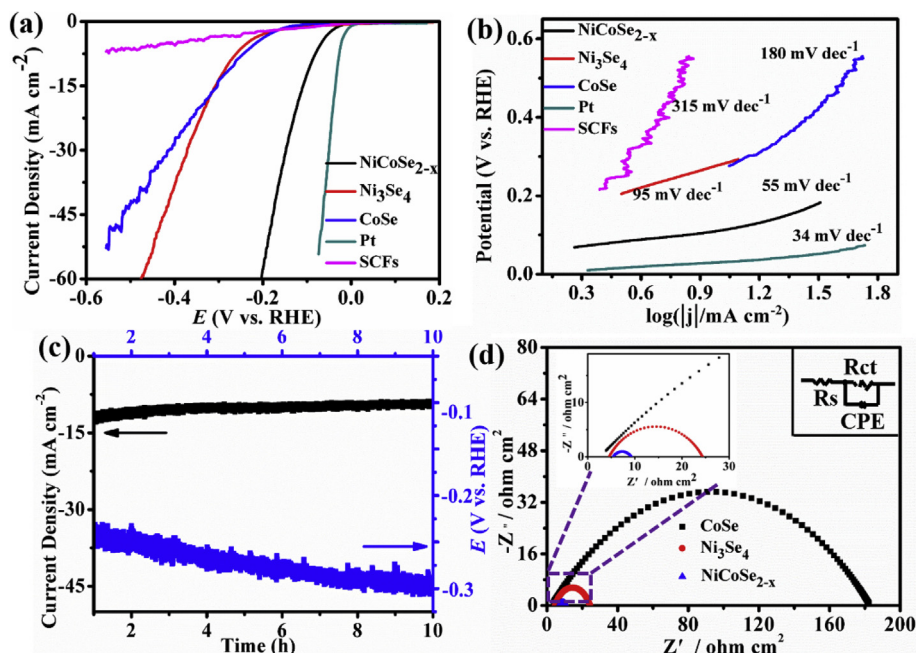 (a)
0
-15
-30
-45
-60
Current Density (mA cm-2)
-0.6 -0.4 -0.2 0.0 0.2
E (V vs. RHE)
NiCoSe2-x
Ni3Se4
CoSe
Pt
SCFs
(b)
0.6
0.4
0.2
0.0
Potential (V vs. RHE)
0.3 0.6 0.9 1.2 1.5 1.8
log(|j|/mA cm-2)
NiCoSe2-x
Ni3Se4
CoSe
Pt
SCFs
180 mV dec-1
315 mV dec-1
95 mV dec-1
55 mV dec-1
34 mV dec-1
(c)
2 4 6 8 10
0
-15
-30
-45
Current Density (mA cm-2)
-0.1
-0.2
-0.3
E (V vs. RHE)
2 4 6 8 10
Time (h)
(d)
80
64
48
32
16
0
-Z'' / ohm cm2
0 40 80 120 160 200
Z' / ohm cm2
CoSe
Ni3Se4
NiCoSe2-x
10
0
-Z'' / ohm cm2
0 10 20 30
Z' / ohm cm2
Rct
Rs
CPE